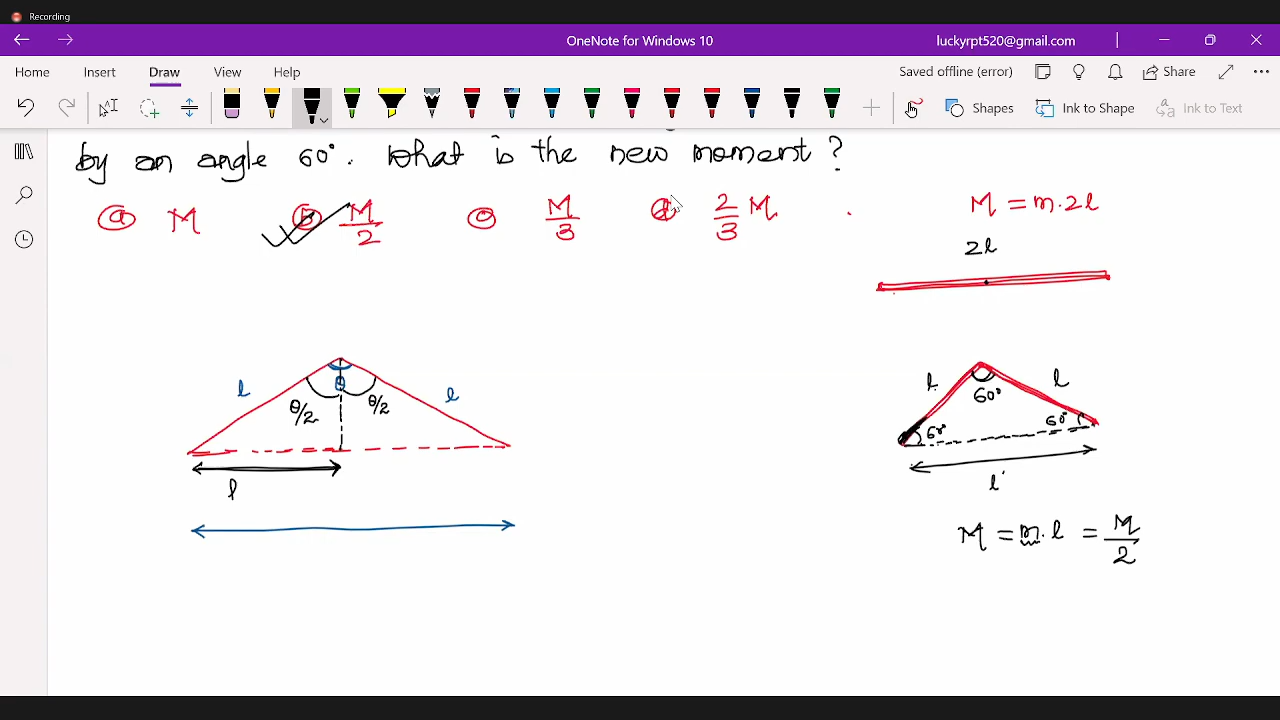 Recording
OneNote for Windows 10
luckyrpt520@gmail.com
Home Insert Draw View Help
Saved offline (error)
Share
Shapes
Ink to Shape
Ink to Text
by an angle 60°. What is the new moment ?
ⓐ M ⓑ M/2 ⓒ M/3 ⓓ 2/3 M
M = m.2l
2l
l θ l
θ/2 θ/2
l
l l
60°
60° 60°
l'
M = m.l = M/2